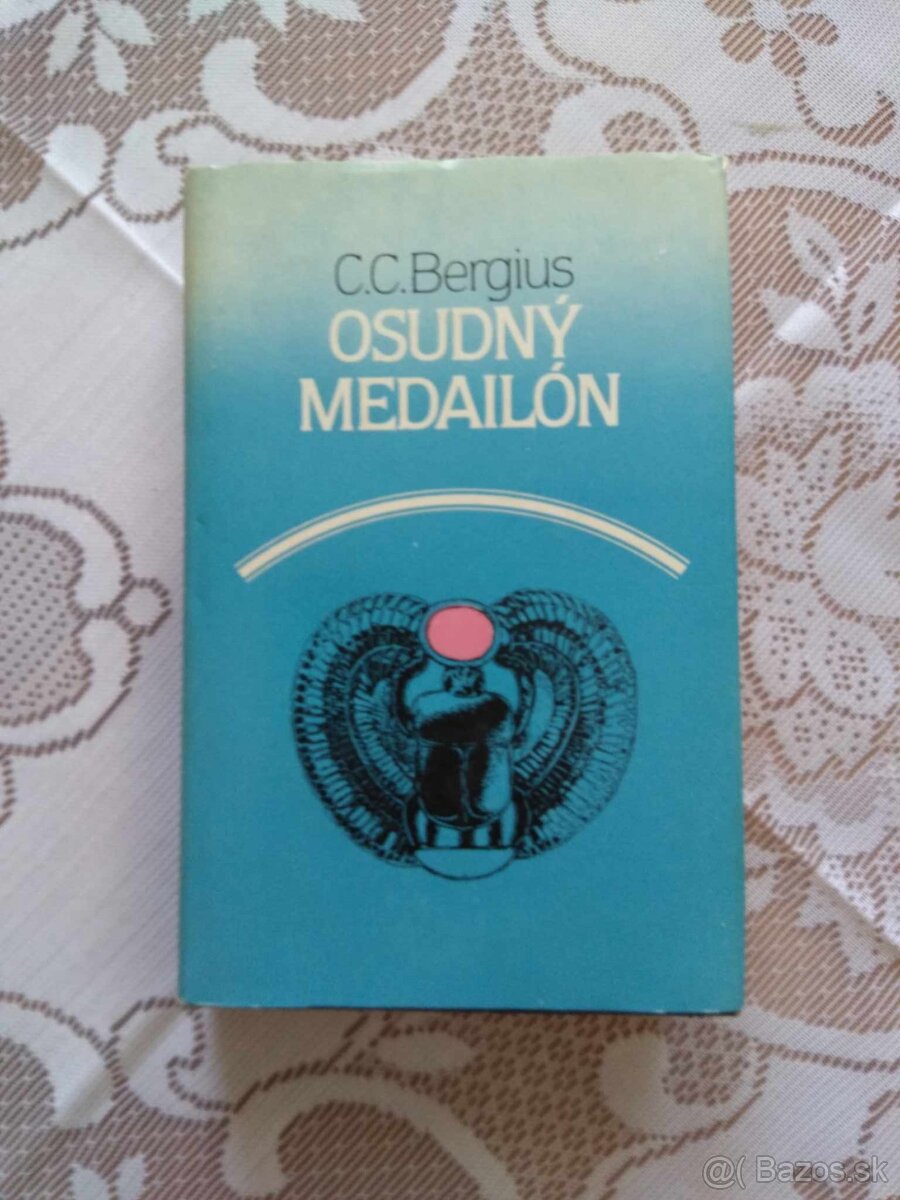 C.C.Bergius
OSUDNÝ
MEDAILÓN
@( Bazos.sk